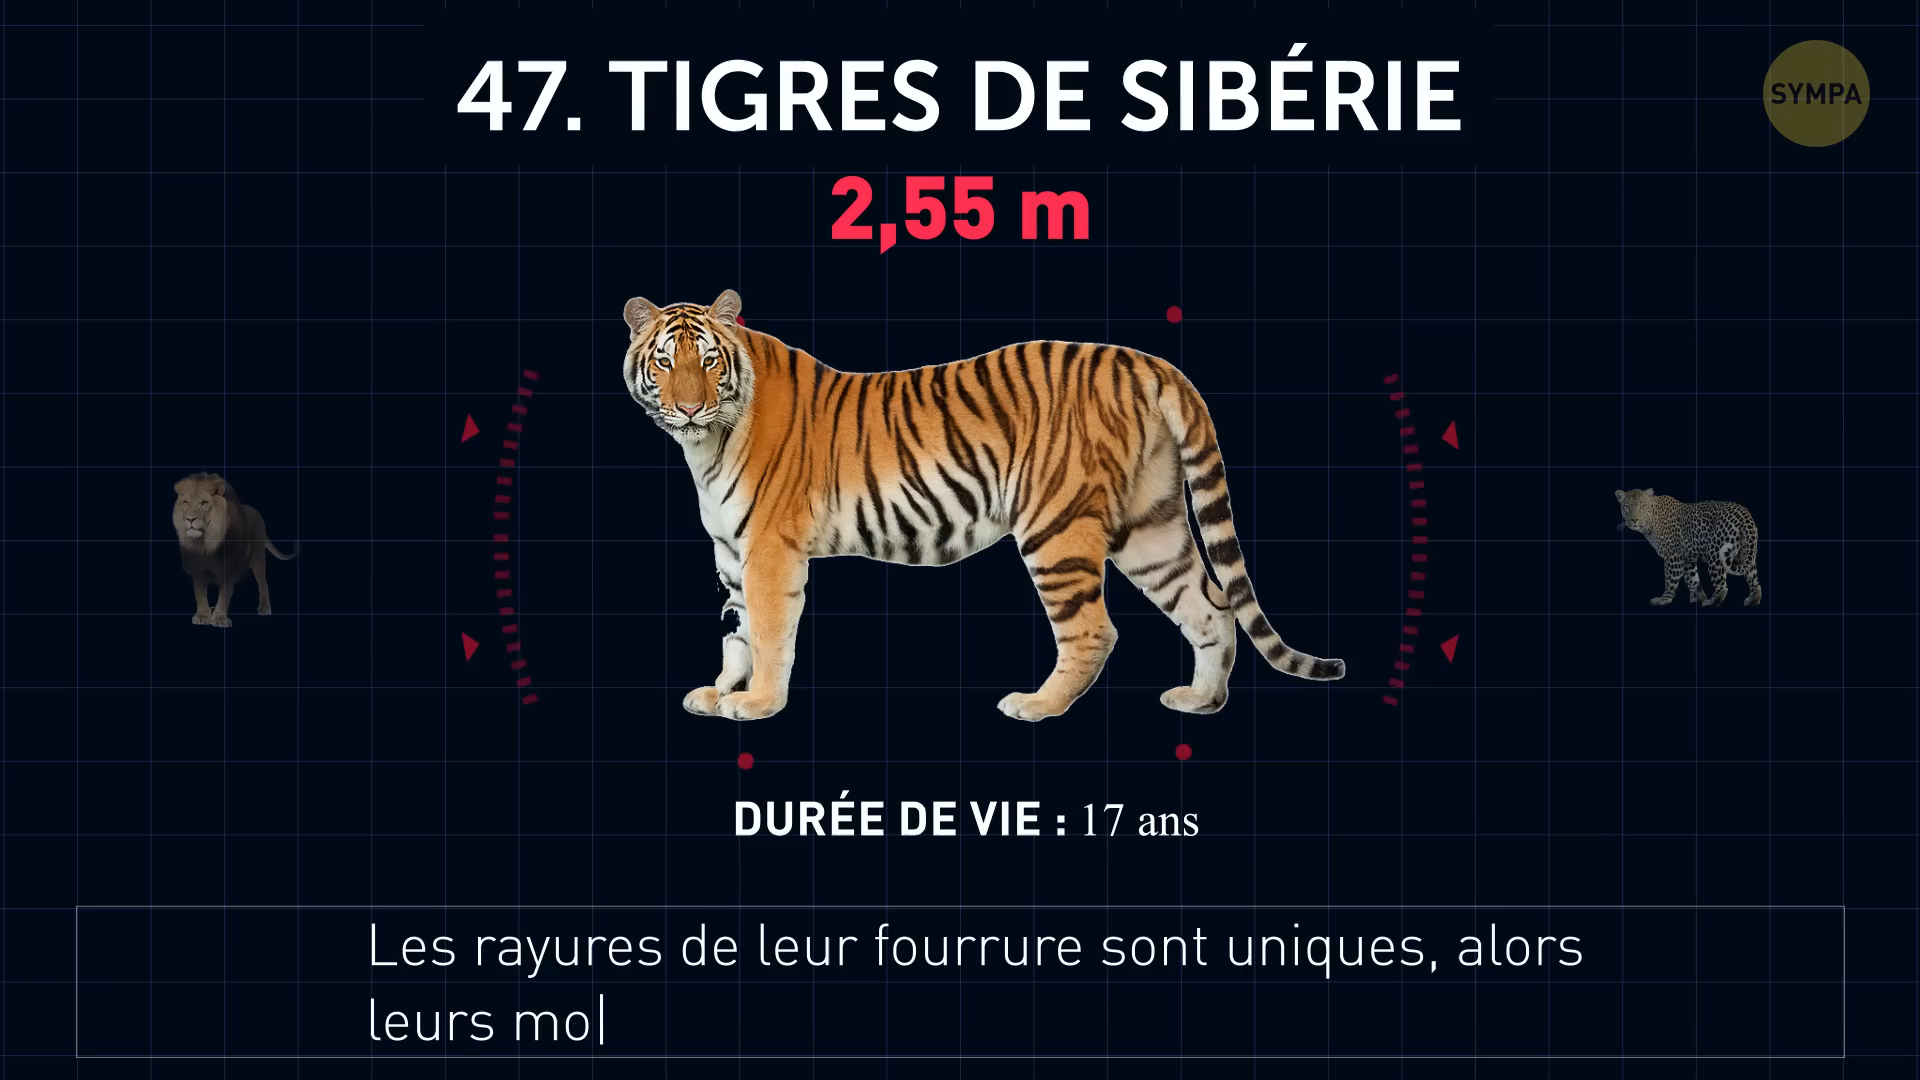 47. TIGRES DE SIBÉRIE
SYMPA
2,55 m
DURÉE DE VIE : 17 ans
Les rayures de leur fourrure sont uniques, alors
leurs mo